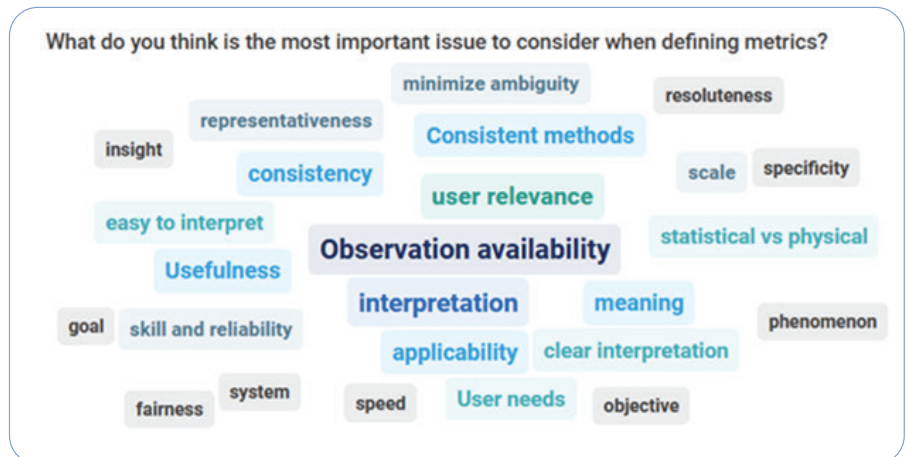 What do you think is the most important issue to consider when defining metrics?
minimize ambiguity
resoluteness
representativeness
Consistent methods
insight
consistency
scale
specificity
user relevance
easy to interpret
statistical vs physical
Observation availability
Usefulness
interpretation
meaning
goal
skill and reliability
phenomenon
applicability
clear interpretation
system
fairness
speed
User needs
objective